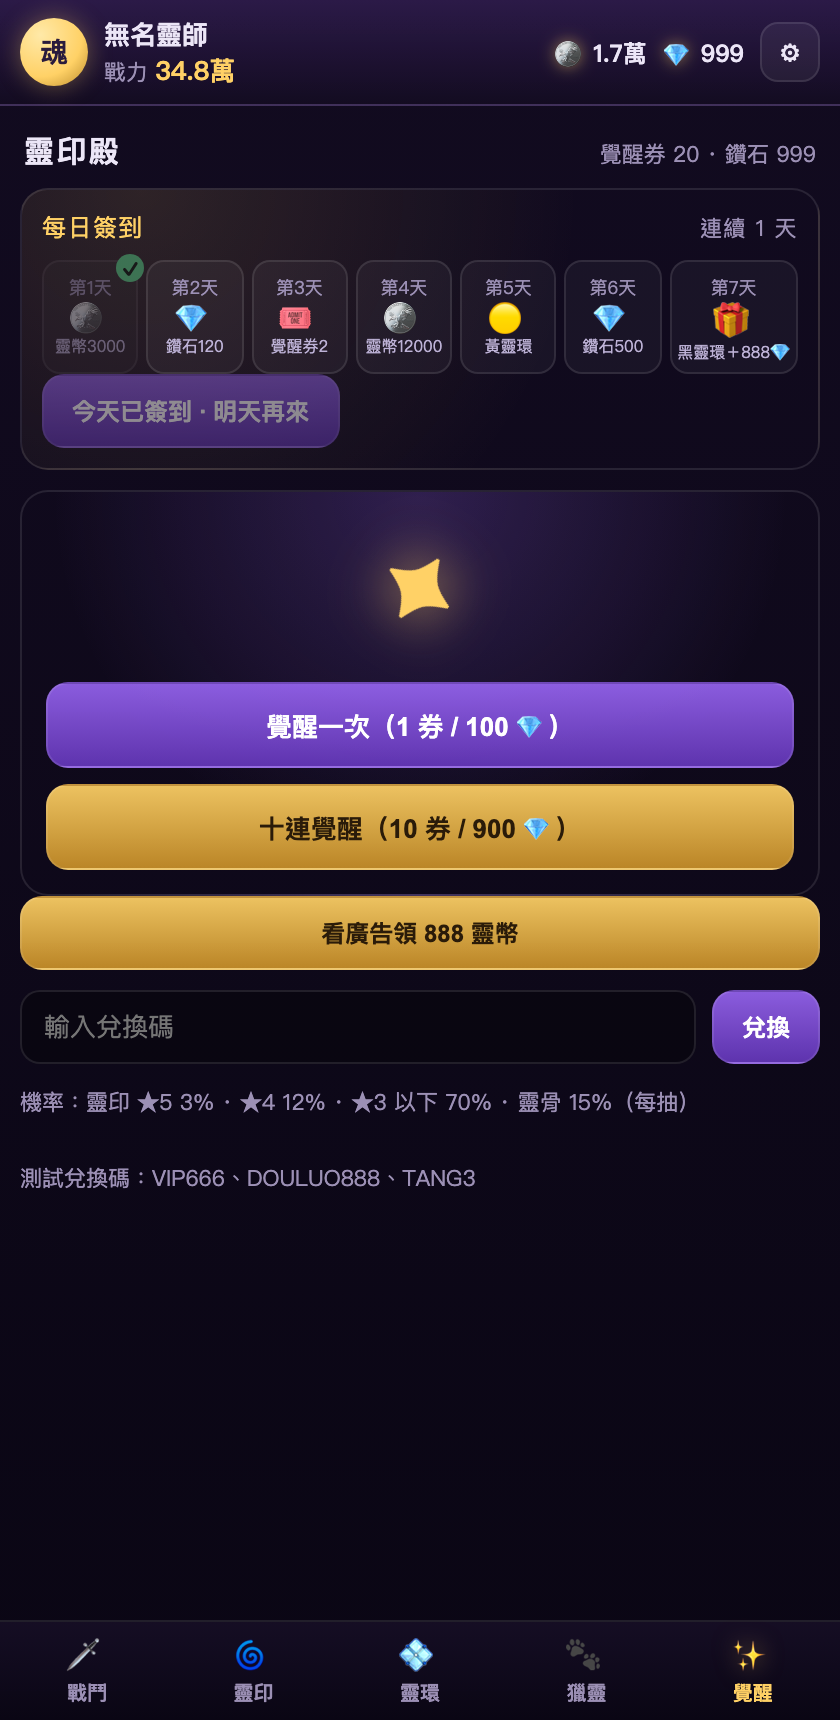 魂
無名靈師
戰力 34.8萬
1.7萬 999
靈印殿
覺醒券 20 · 鑽石 999
每日簽到
連續 1 天
第1天 第2天 第3天 第4天 第5天 第6天 第7天
ADMIT ONE
靈幣3000 鑽石120 覺醒券2 靈幣12000 黃靈環 鑽石500 黑靈環+888💎
今天已簽到 · 明天再來
覺醒一次（1 券 / 100 💎 ）
十連覺醒（10 券 / 900 💎 ）
看廣告領 888 靈幣
輸入兌換碼
兌換
機率：靈印 ★5 3% · ★4 12% · ★3 以下 70% · 靈骨 15%（每抽）
測試兌換碼：VIP666、DOULUO888、TANG3
戰鬥 靈印 靈環 獵靈 覺醒